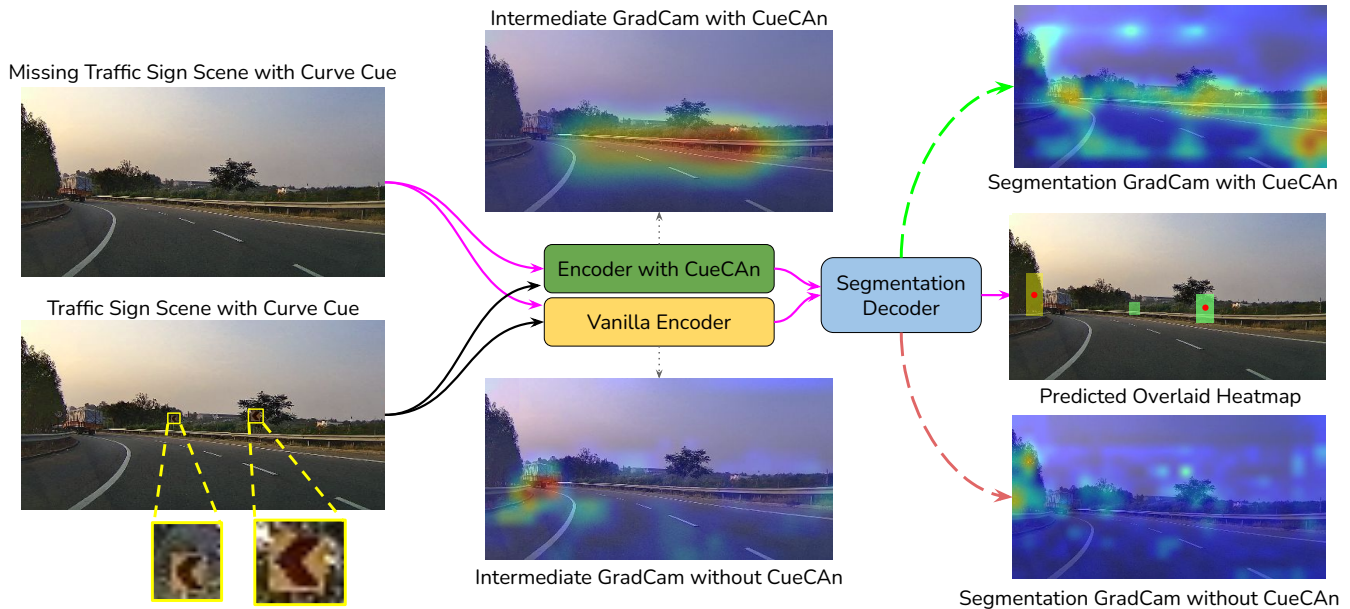 Missing Traffic Sign Scene with Curve Cue
Traffic Sign Scene with Curve Cue
Intermediate GradCam with CueCAn
Encoder with CueCAn
Vanilla Encoder
Intermediate GradCam without CueCAn
Segmentation
Decoder
Segmentation GradCam with CueCAn
Predicted Overlaid Heatmap
Segmentation GradCam without CueCAn